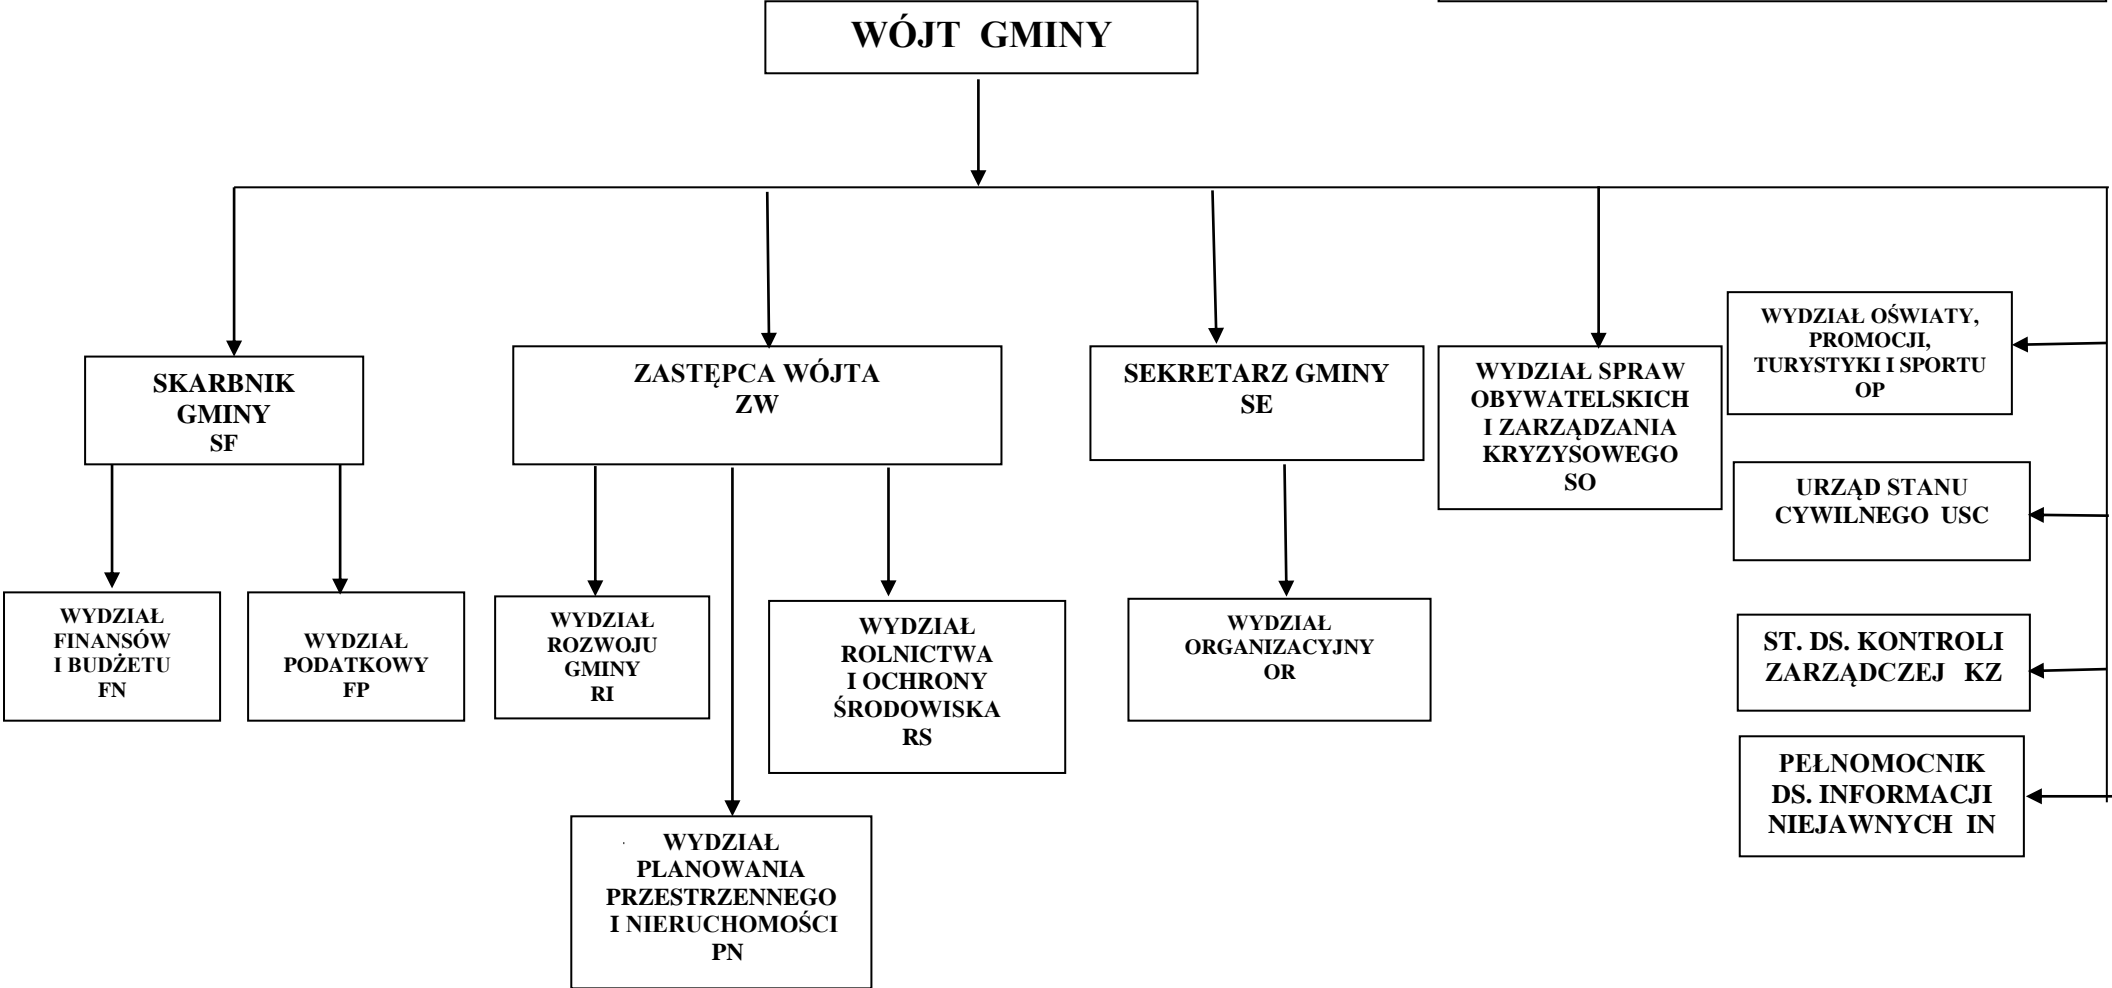 WÓJT GMINY
SKARBNIK
GMINY
SF
ZASTĘPCA WÓJTA
ZW
SEKRETARZ GMINY
SE
WYDZIAŁ SPRAW
OBYWATELSKICH
I ZARZĄDZANIA
KRYZYSOWEGO
SO
WYDZIAŁ OŚWIATY,
PROMOCJI,
TURYSTYKI I SPORTU
OP
URZĄD STANU
CYWILNEGO USC
ST. DS. KONTROLI
ZARZĄDCZEJ KZ
PEŁNOMOCNIK
DS. INFORMACJI
NIEJAWNYCH IN
WYDZIAŁ
FINANSÓW
I BUDŻETU
FN
WYDZIAŁ
PODATKOWY
FP
WYDZIAŁ
ROZWOJU
GMINY
RI
WYDZIAŁ
ROLNICTWA
I OCHRONY
ŚRODOWISKA
RS
WYDZIAŁ
ORGANIZACYJNY
OR
WYDZIAŁ
PLANOWANIA
PRZESTRZENNEGO
I NIERUCHOMOŚCI
PN